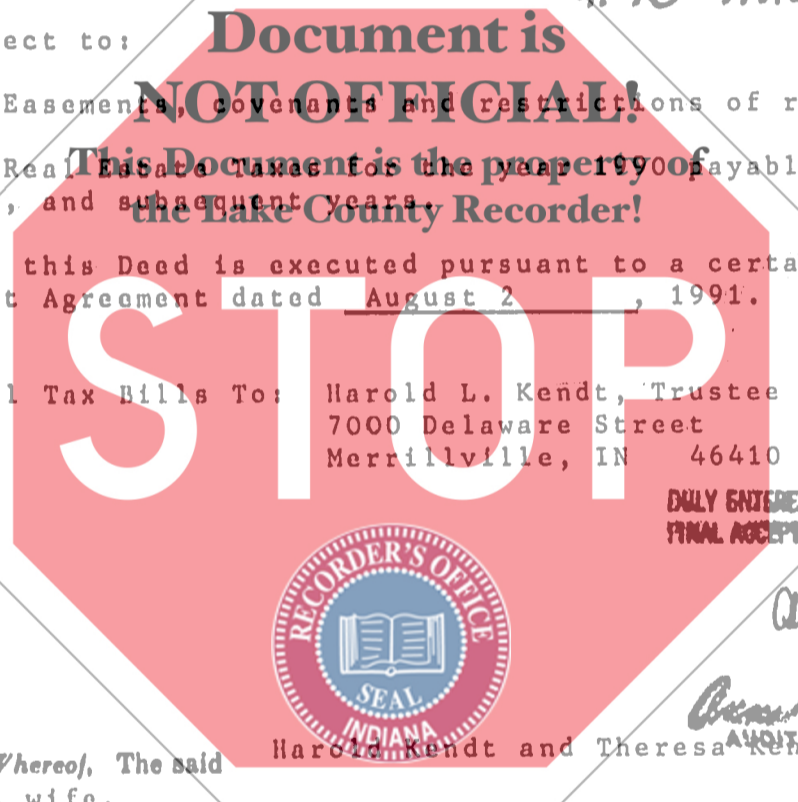 ect to:
Document is
NOT OFFICIAL!
Easements, covenants and restrictions of r
This Document is the property of
Real Estate Taxes for the year 1990 payabl
, and subsequent years.
the Lake County Recorder!
this Deed is executed pursuant to a certa
t Agreement dated August 2, 1991.
STOP
l Tax Bills To: Harold L. Kendt, Trustee
7000 Delaware Street
Merrillville, IN 46410
DULY ENTERE
FINAL ACCEPT
RECORDER'S OFFICE
SEAL
INDIANA
AUDIT
Harold Kendt and Theresa Ken
Whereof, The said
wife,